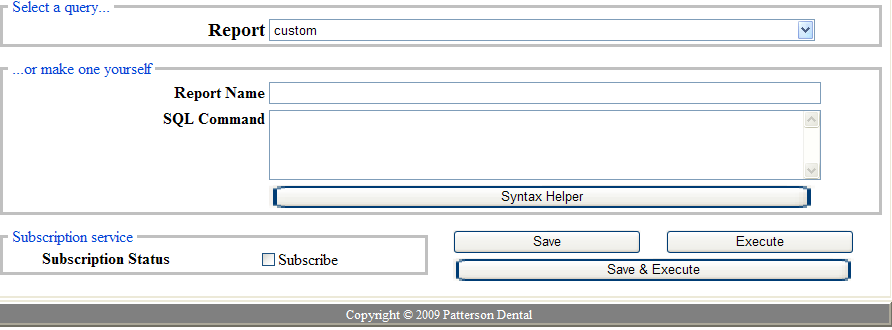 Select a query...
Report custom
...or make one yourself
Report Name
SQL Command
Syntax Helper
Subscription service
Subscription Status Subscribe
Save Execute
Save & Execute
Copyright © 2009 Patterson Dental